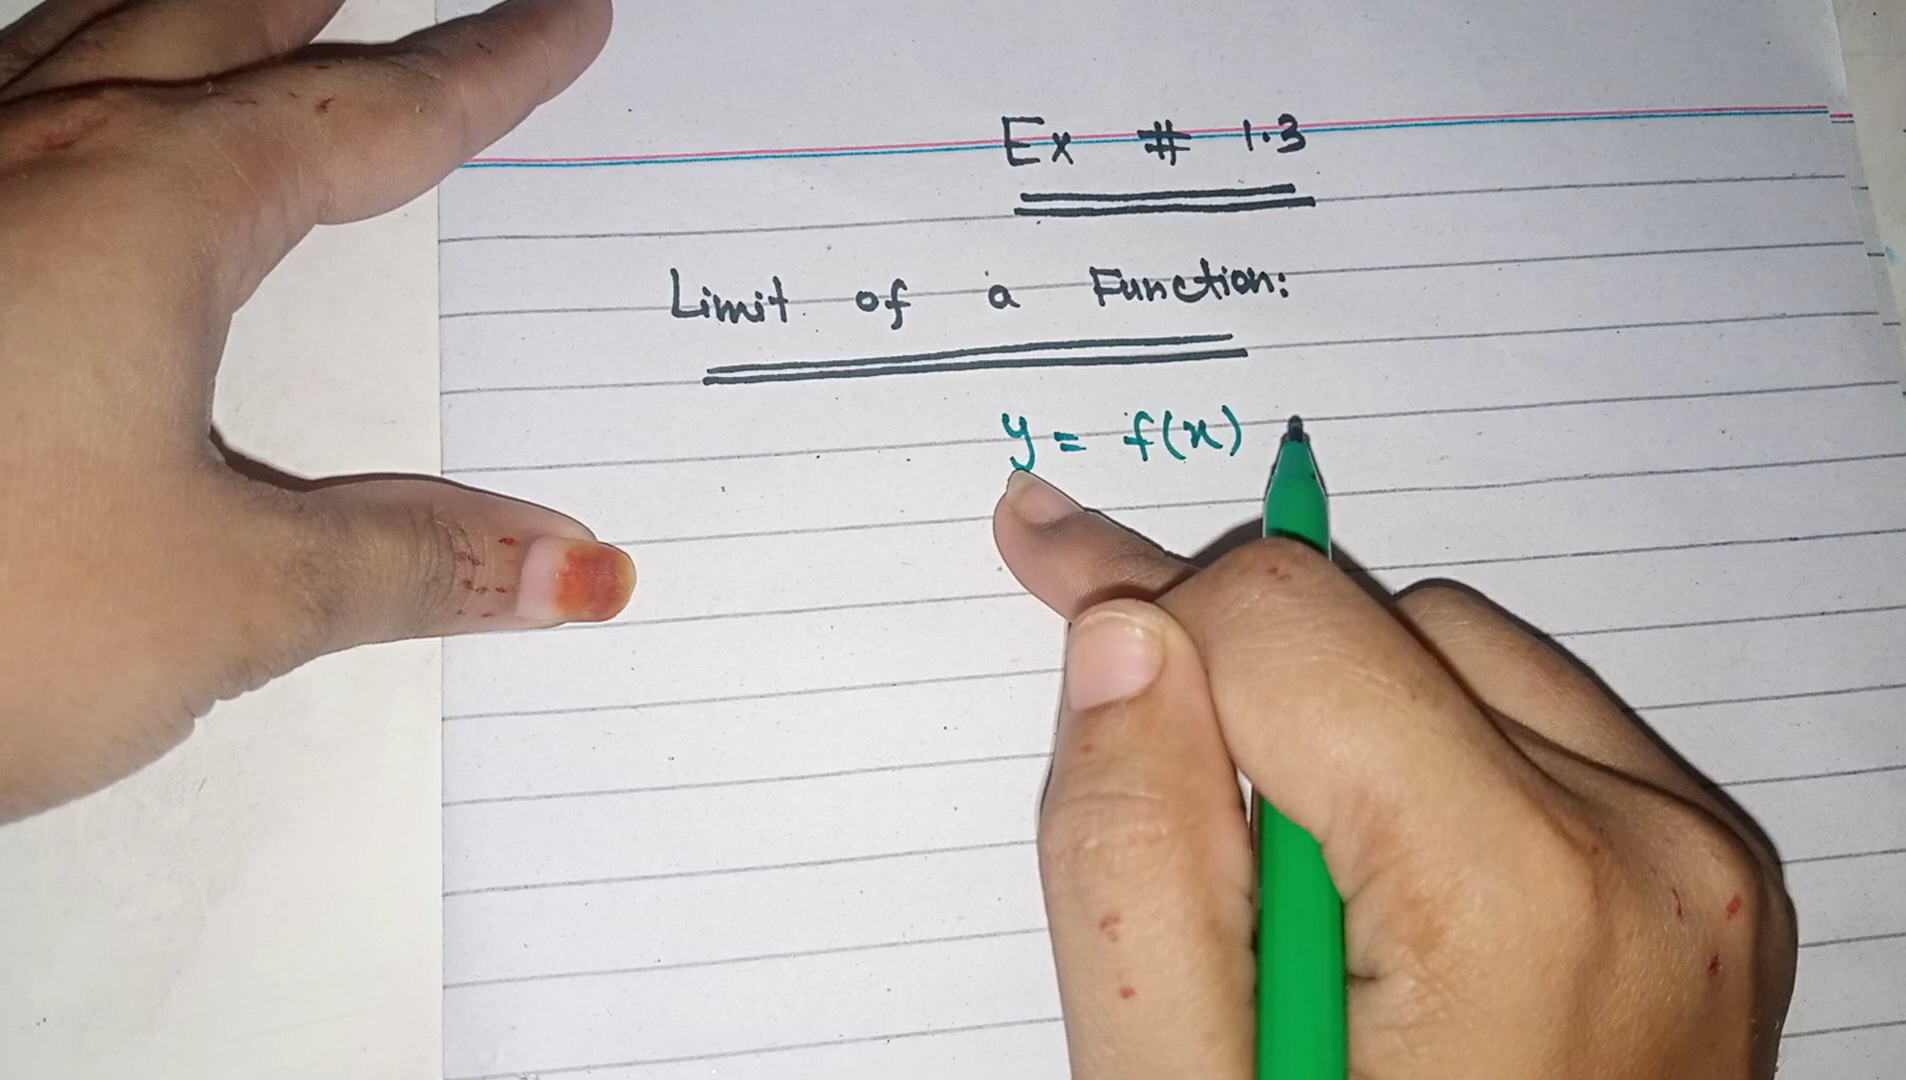 Ex # 1.3
Limit of a Function:
y = f(x)